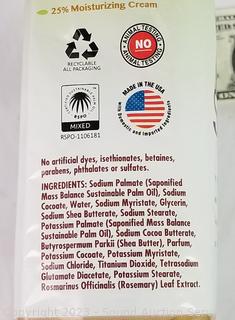 25% Moisturizing Cream
RECYCLABLE
ALL PACKAGING
ANIMAL TESTING
NO
ANIMAL TESTING
MADE IN THE USA
With Domestic and Imported Ingredients
RSPO
MIXED
RSPO-1106181
No artificial dyes, isethionates, betaines,
parabens, phthalates or sulfates.
INGREDIENTS: Sodium Palmate (Saponified
Mass Balance Sustainable Palm Oil), Sodium
Cocoate, Water, Sodium Myristate, Glycerin,
Sodium Shea Butterate, Sodium Stearate,
Potassium Palmate (Saponified Mass Balance
Sustainable Palm Oil), Sodium Cocoo Butterate,
Butyrospermum Parkii (Shea Butter), Parfum,
Potassium Cocoate, Potassium Myristate,
Sodium Chloride, Titanium Dioxide, Tetrasodium
Glutamate Diacetate, Potassium Stearate,
Rosmarinus Officinalis (Rosemary) Leaf Extract.